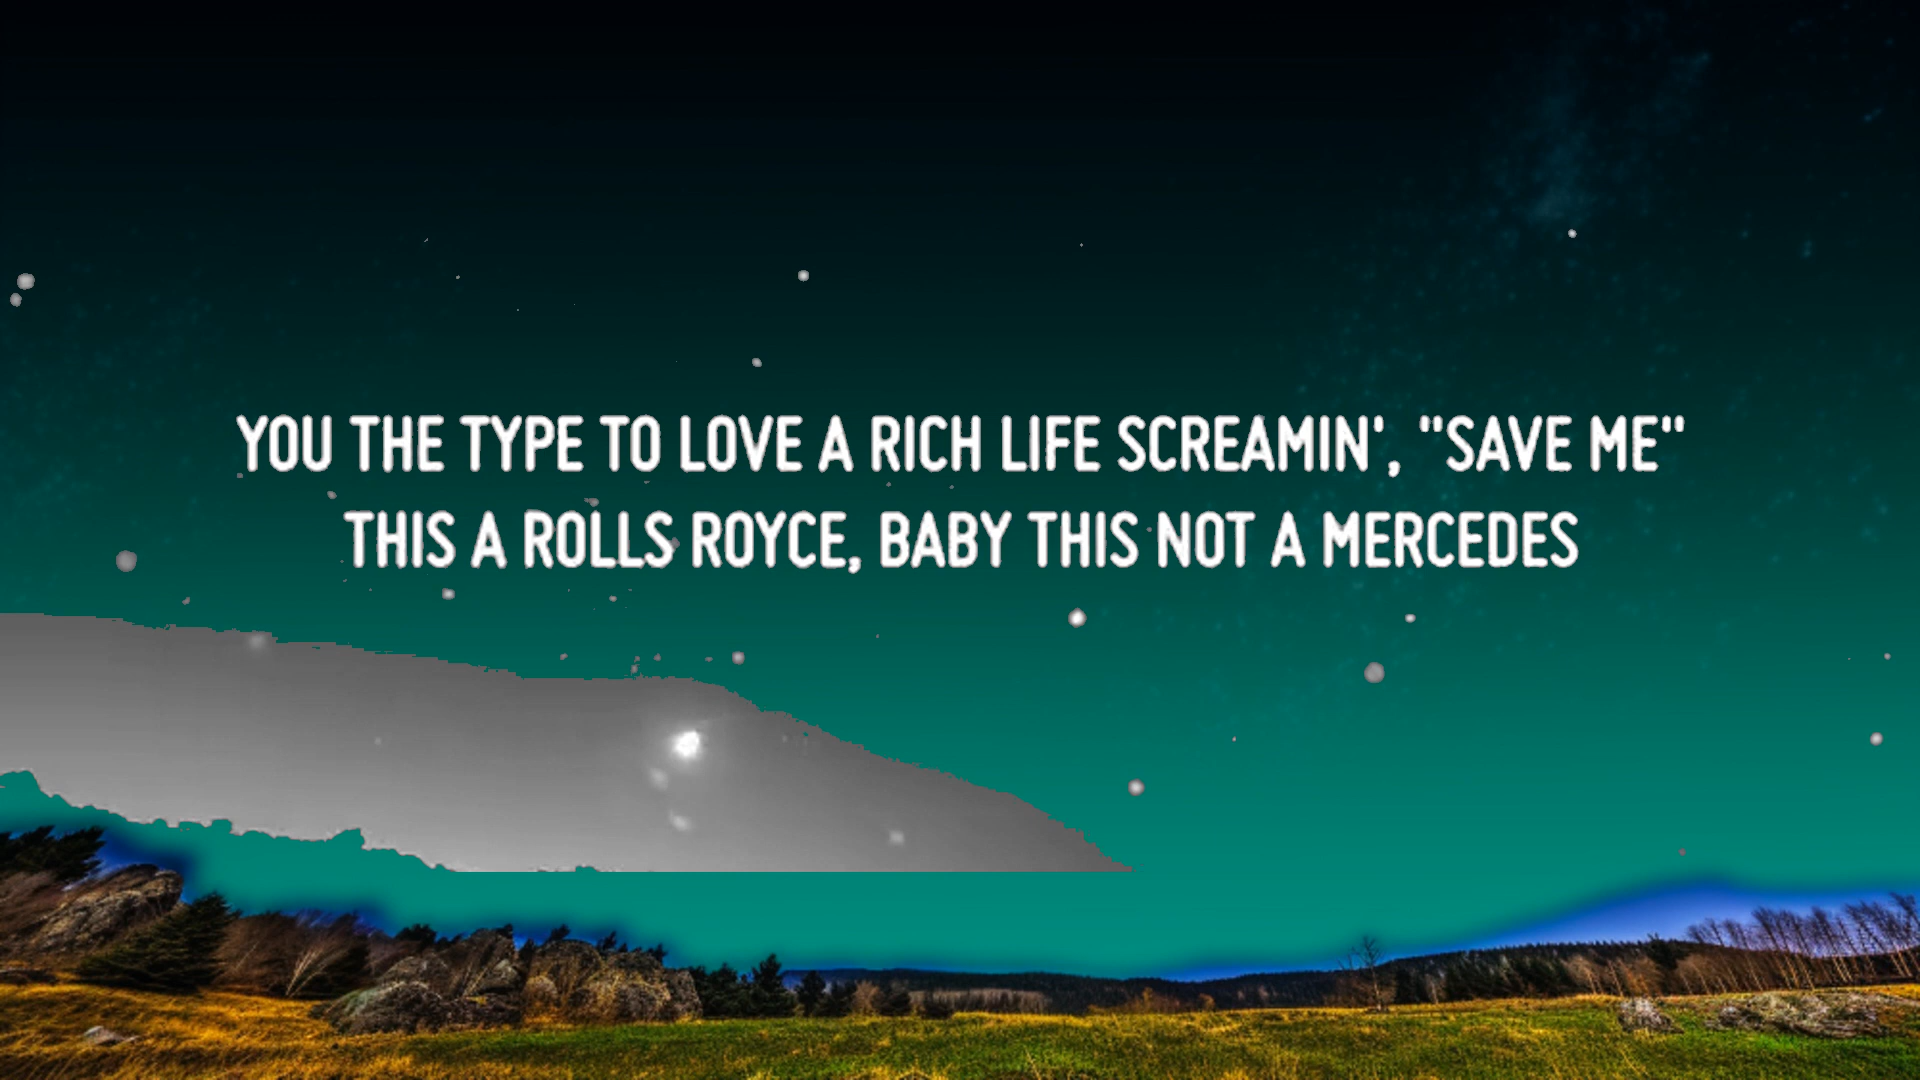 YOU THE TYPE TO LOVE A RICH LIFE SCREAMIN', "SAVE ME"
THIS A ROLLS ROYCE, BABY THIS NOT A MERCEDES